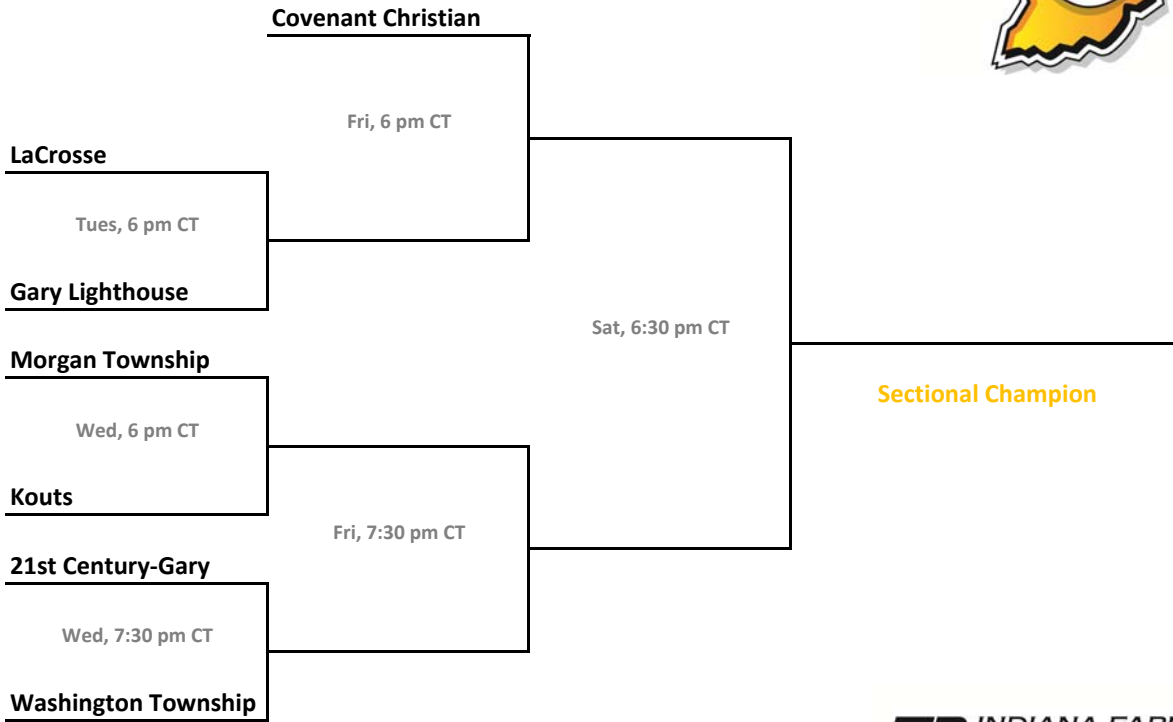 Covenant Christian
Fri, 6 pm CT
LaCrosse
Tues, 6 pm CT
Gary Lighthouse
Sat, 6:30 pm CT
Morgan Township
Sectional Champion
Wed, 6 pm CT
Kouts
Fri, 7:30 pm CT
21st Century-Gary
Wed, 7:30 pm CT
Washington Township
INDIANA